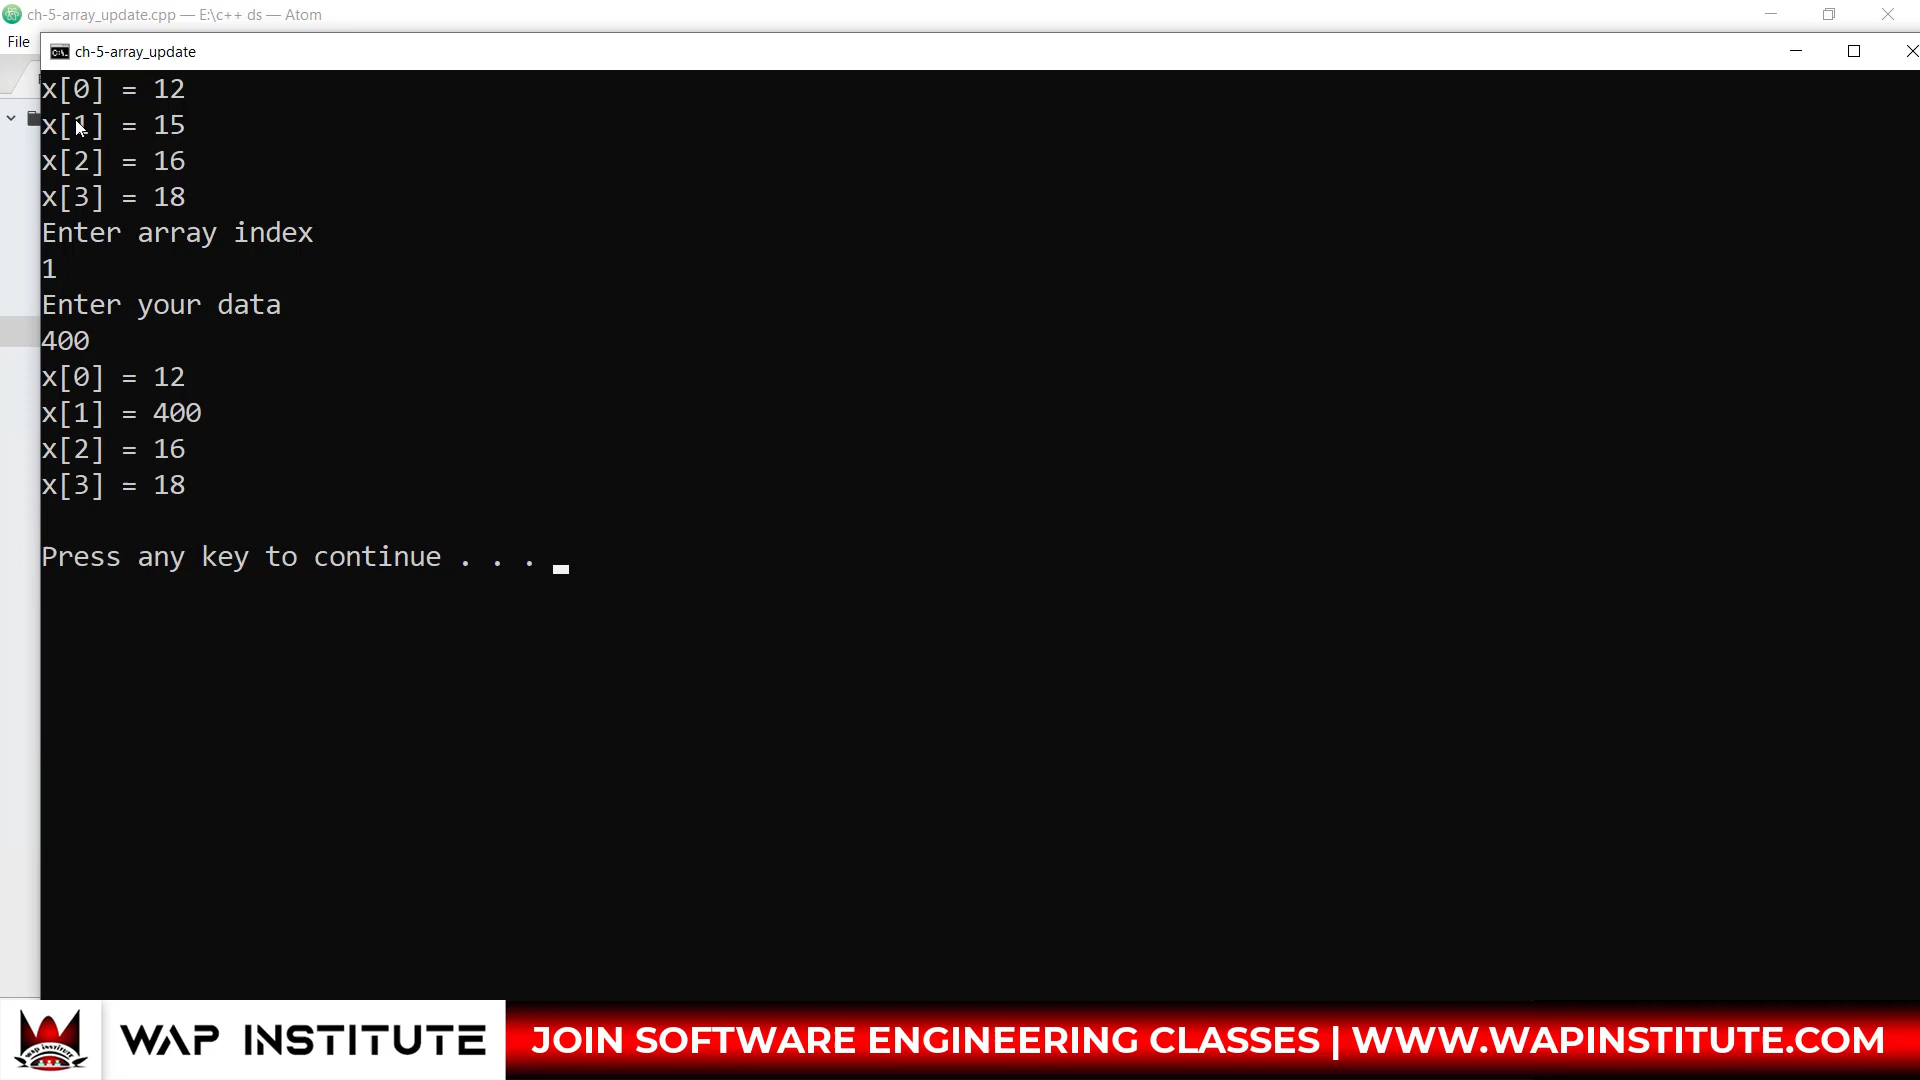 ch-5-array_update.cpp — E:\c++ ds — Atom
File
ch-5-array_update
x[0] = 12
x[1] = 15
x[2] = 16
x[3] = 18
Enter array index
1
Enter your data
400
x[0] = 12
x[1] = 400
x[2] = 16
x[3] = 18
Press any key to continue . . .
wap institute
WAP INSTITUTE
JOIN SOFTWARE ENGINEERING CLASSES | WWW.WAPINSTITUTE.COM